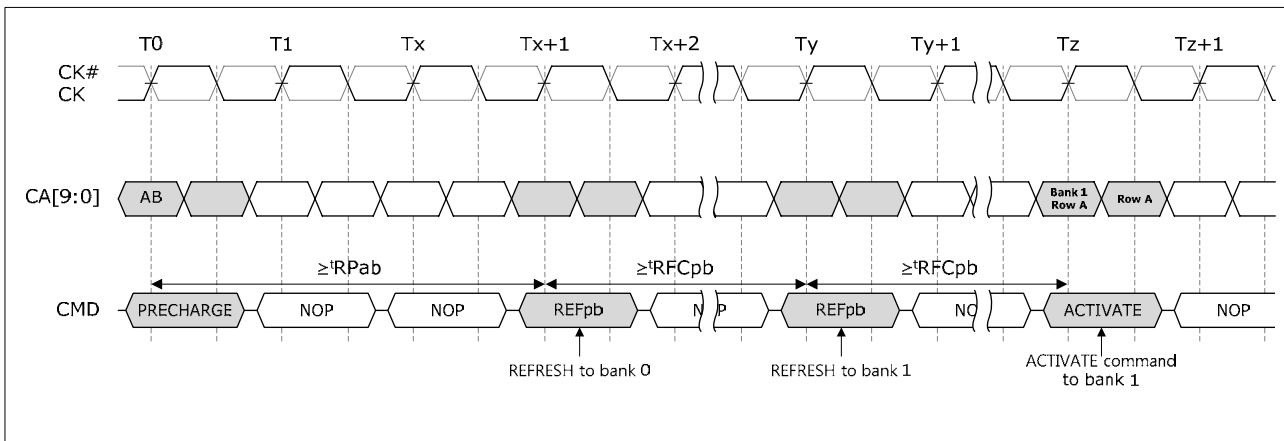 T0 T1 Tx Tx+1 Tx+2 Ty Ty+1 Tz Tz+1
CK#
CK
CA[9:0] AB Bank 1 Row A
Row A
≥tRPab ≥tRFCpb ≥tRFCpb
CMD PRECHARGE NOP NOP REFpb NOP REFpb NOP ACTIVATE NOP
REFRESH to bank 0 REFRESH to bank 1 ACTIVATE command
to bank 1